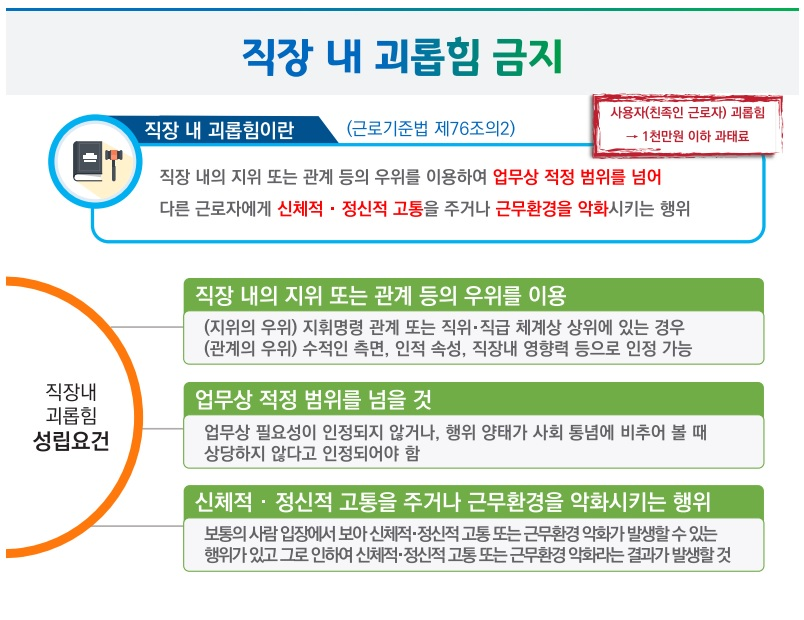 직장 내 괴롭힘 금지
사용자(친족인 근로자) 괴롭힘
→ 1천만원 이하 과태료
직장 내 괴롭힘이란
(근로기준법 제76조의2)
직장 내의 지위 또는 관계 등의 우위를 이용하여 업무상 적정 범위를 넘어
다른 근로자에게 신체적・정신적 고통을 주거나 근무환경을 악화시키는 행위
직장내
괴롭힘
성립요건
직장 내의 지위 또는 관계 등의 우위를 이용
(지위의 우위) 지휘명령 관계 또는 직위·직급 체계상 상위에 있는 경우
(관계의 우위) 수적인 측면, 인적 속성, 직장내 영향력 등으로 인정 가능
업무상 적정 범위를 넘을 것
업무상 필요성이 인정되지 않거나, 행위 양태가 사회 통념에 비추어 볼 때
상당하지 않다고 인정되어야 함
신체적・정신적 고통을 주거나 근무환경을 악화시키는 행위
보통의 사람 입장에서 보아 신체적·정신적 고통 또는 근무환경 악화가 발생할 수 있는
행위가 있고 그로 인하여 신체적·정신적 고통 또는 근무환경 악화라는 결과가 발생할 것